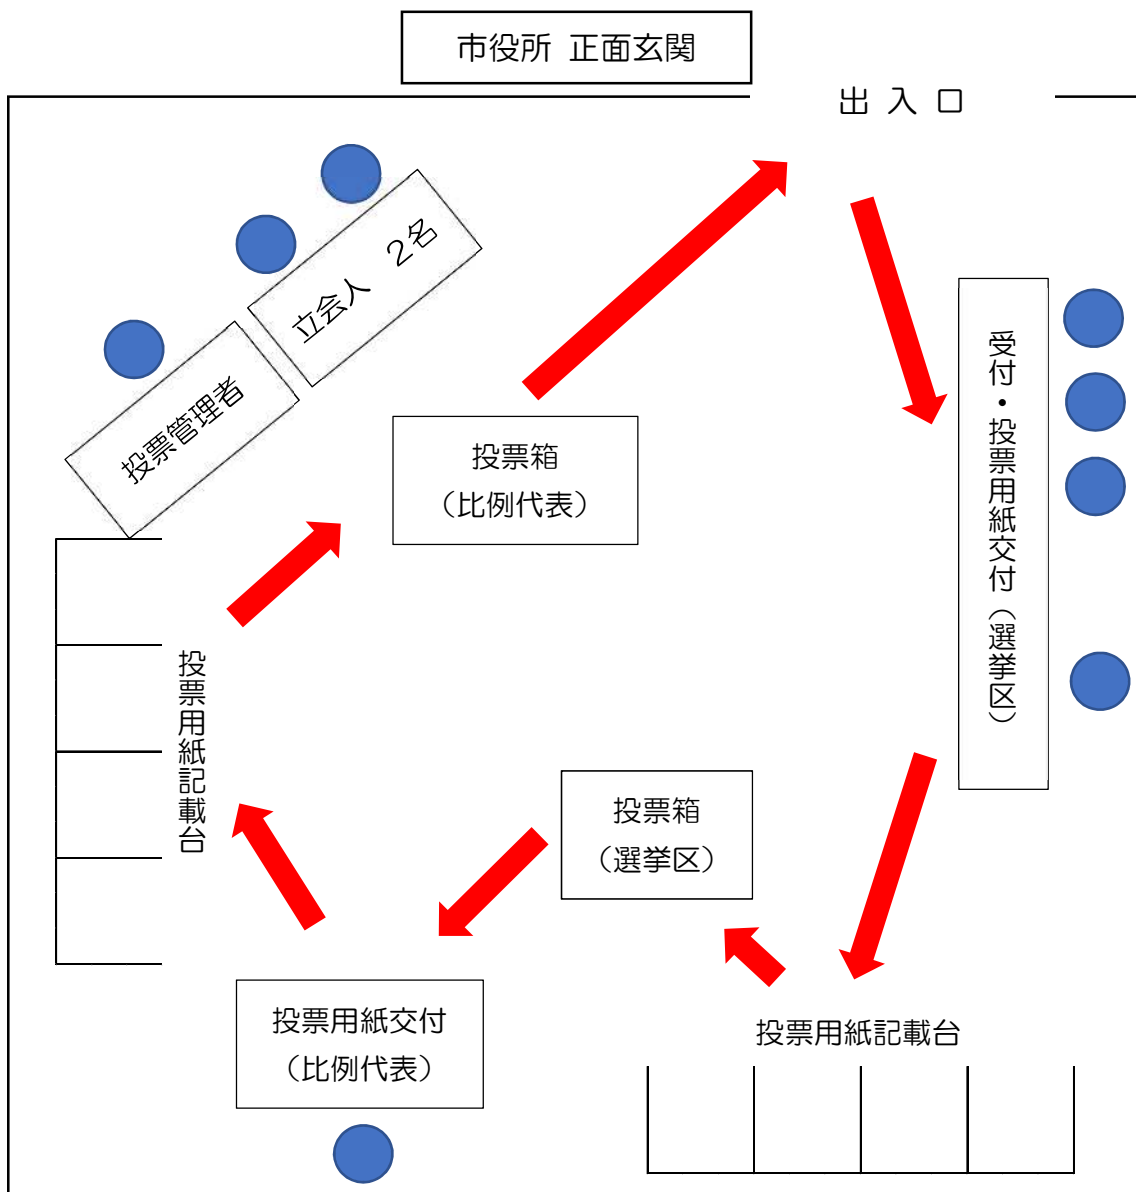 市役所 正面玄関
出 入 口
立会人 2名
投票管理者
受付・投票用紙交付（選挙区）
投票箱
（比例代表）
投票用紙記載台
投票箱
（選挙区）
投票用紙交付
（比例代表）
投票用紙記載台